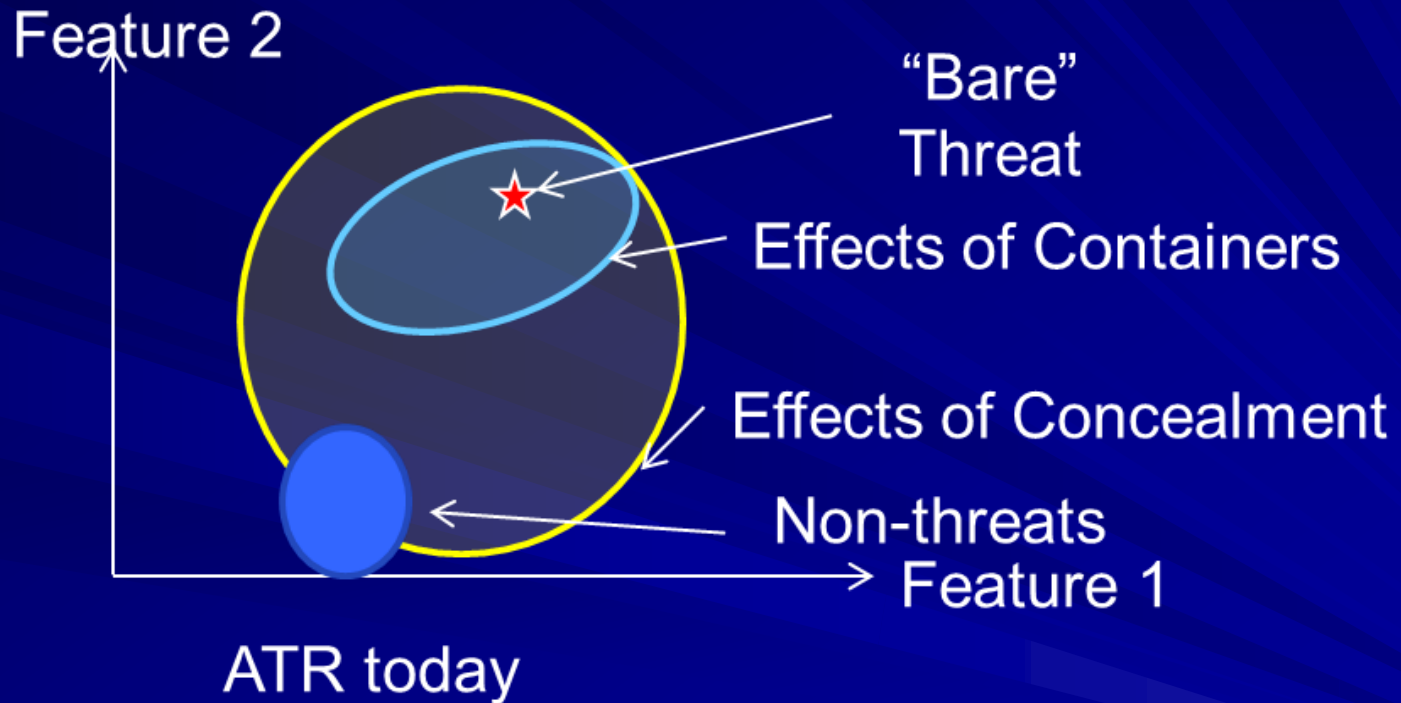 Feature 2
“Bare”
Threat
Effects of Containers
Effects of Concealment
Non-threats
Feature 1
ATR today